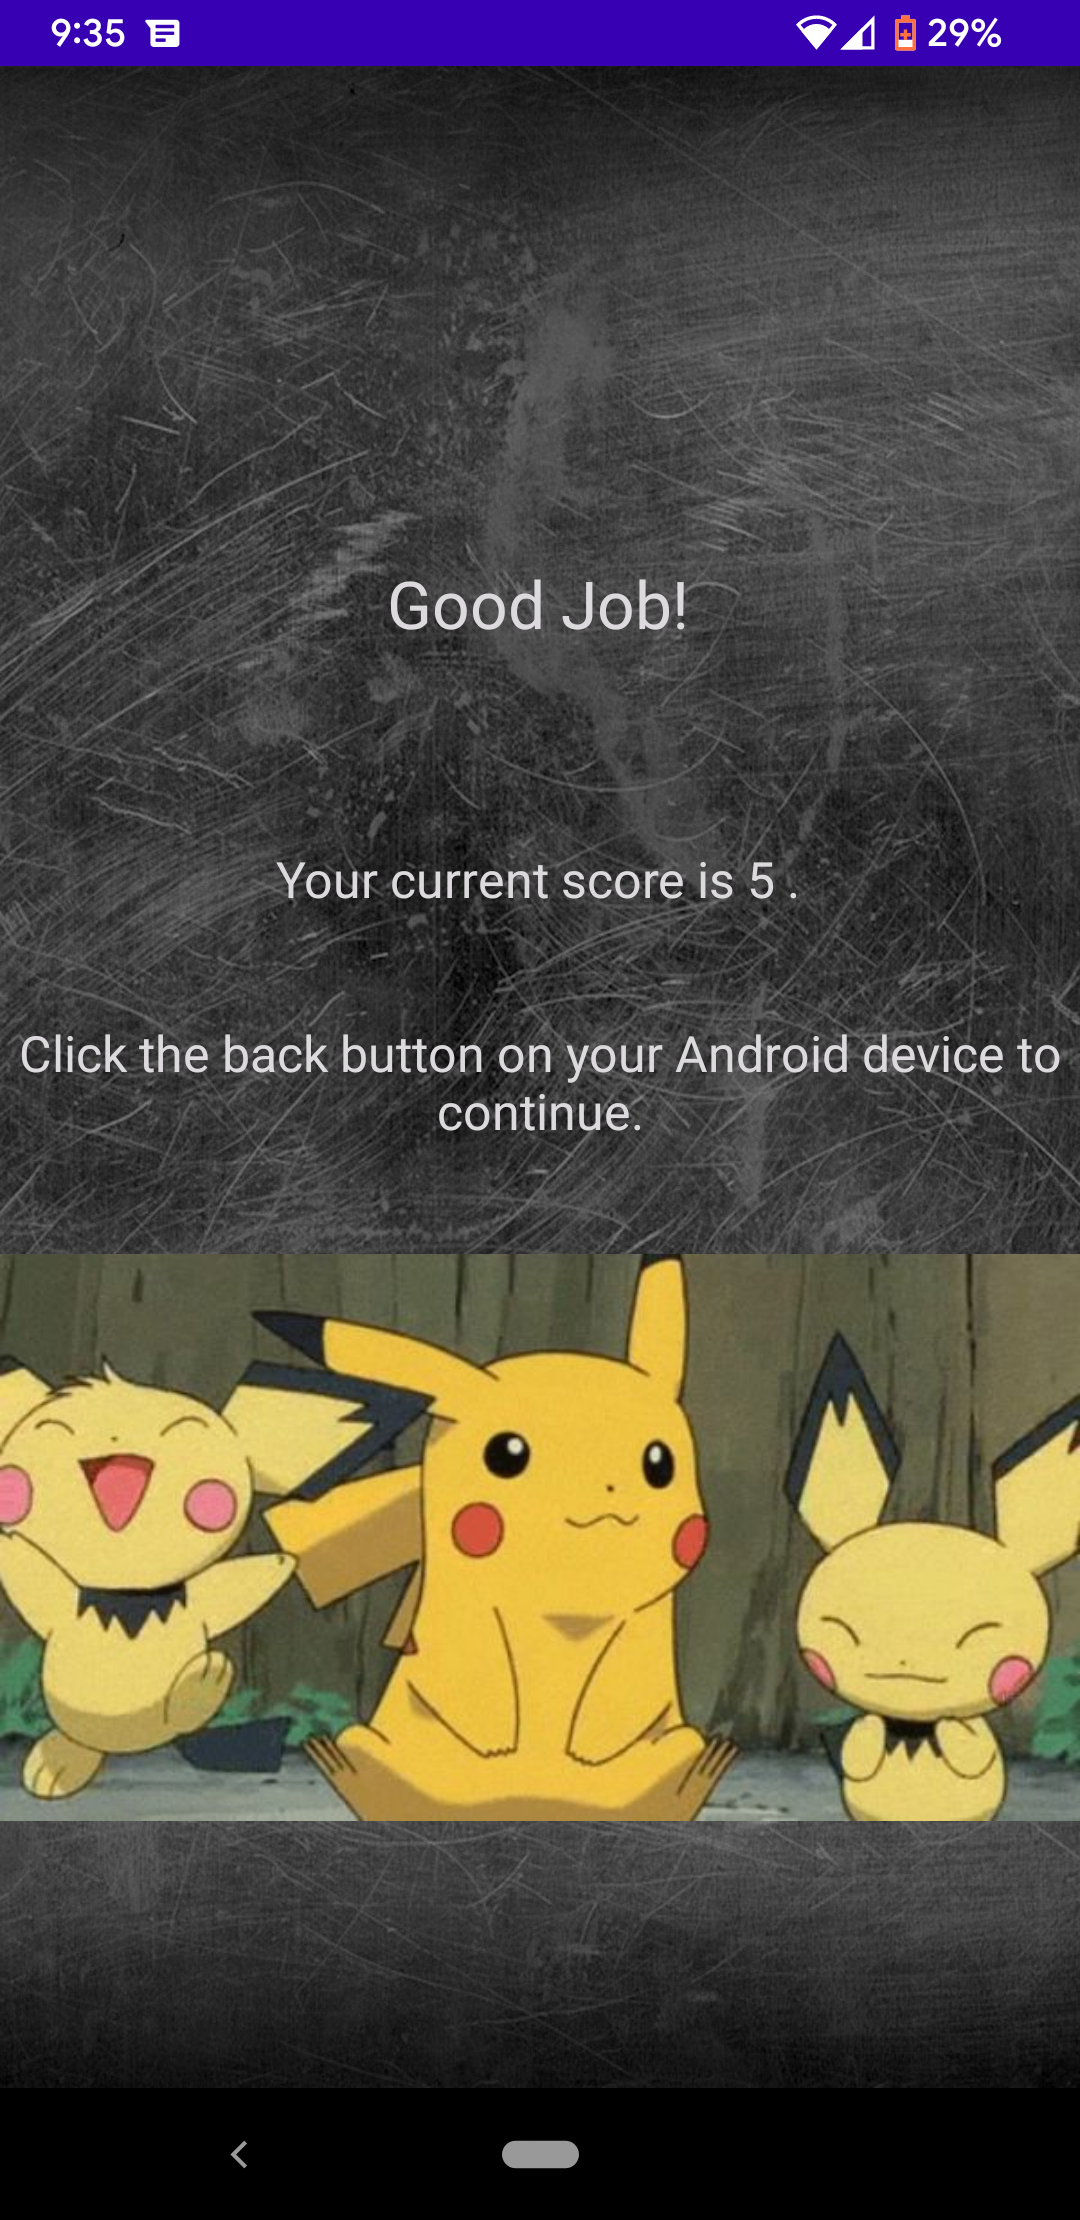 9:35 29%
Good Job!
Your current score is 5 .
Click the back button on your Android device to
continue.